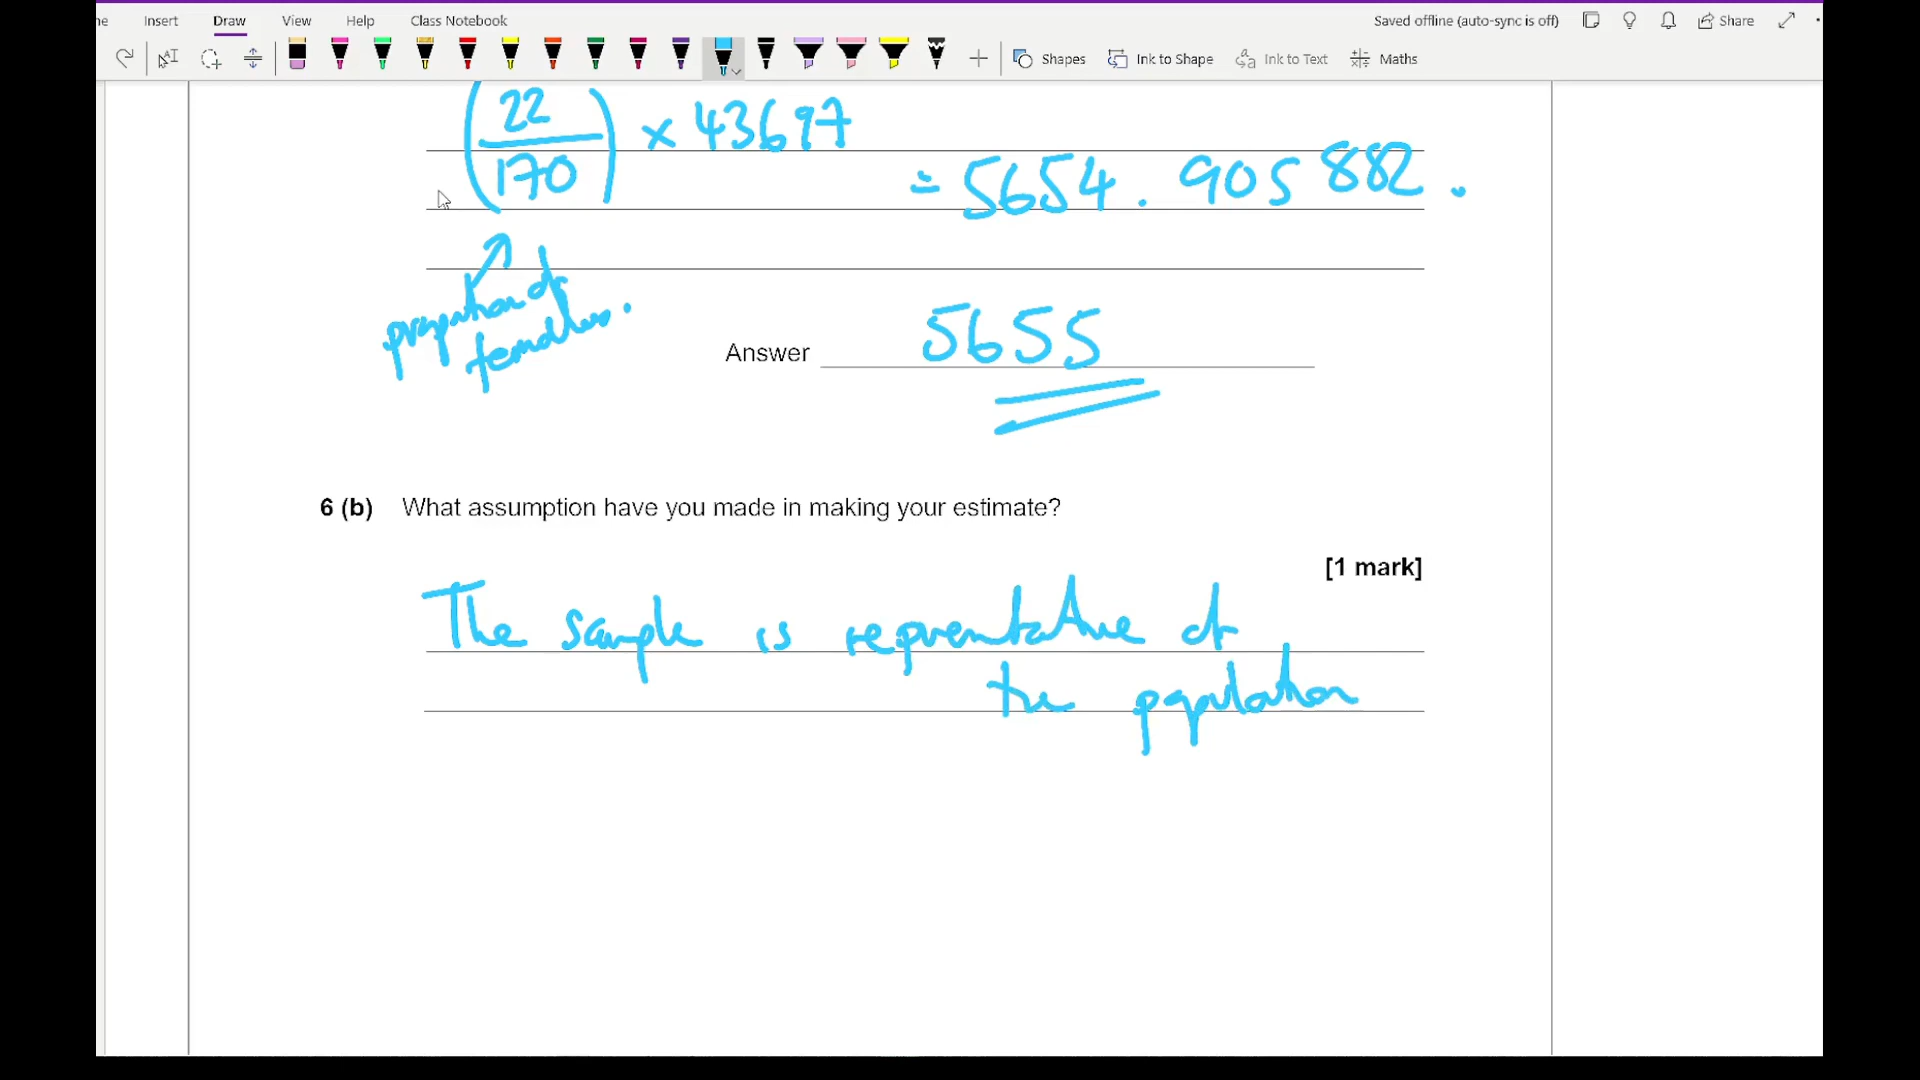 Insert Draw View Help Class Notebook Saved offline (auto-sync is off) Share
Shapes Ink to Shape Ink to Text Maths
(22/170) × 43697
= 5654.905882.
proportion of
females.
Answer 5655
6 (b) What assumption have you made in making your estimate?
[1 mark]
The sample is representative of
the population